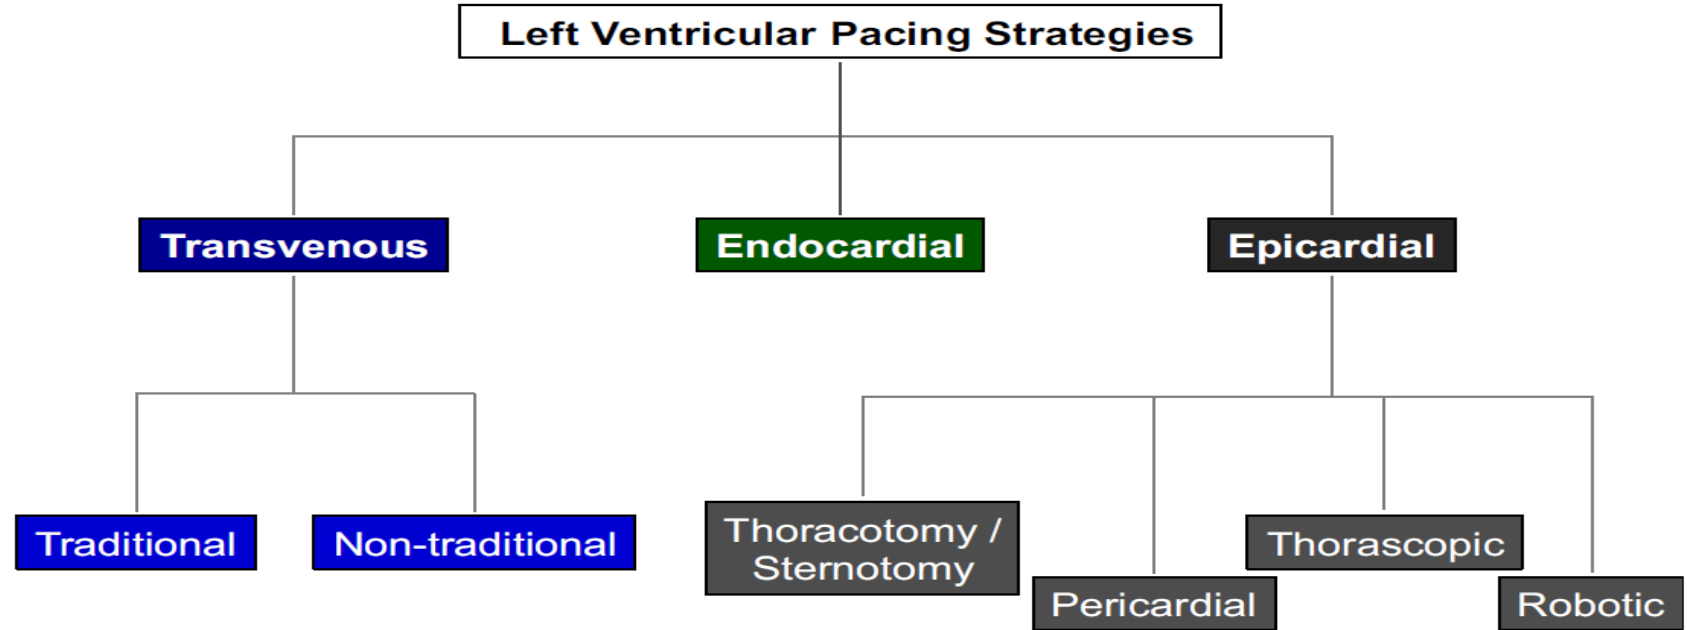 Left Ventricular Pacing Strategies
Transvenous
Endocardial
Epicardial
Traditional
Non-traditional
Thoracotomy /
Sternotomy
Pericardial
Thorascopic
Robotic